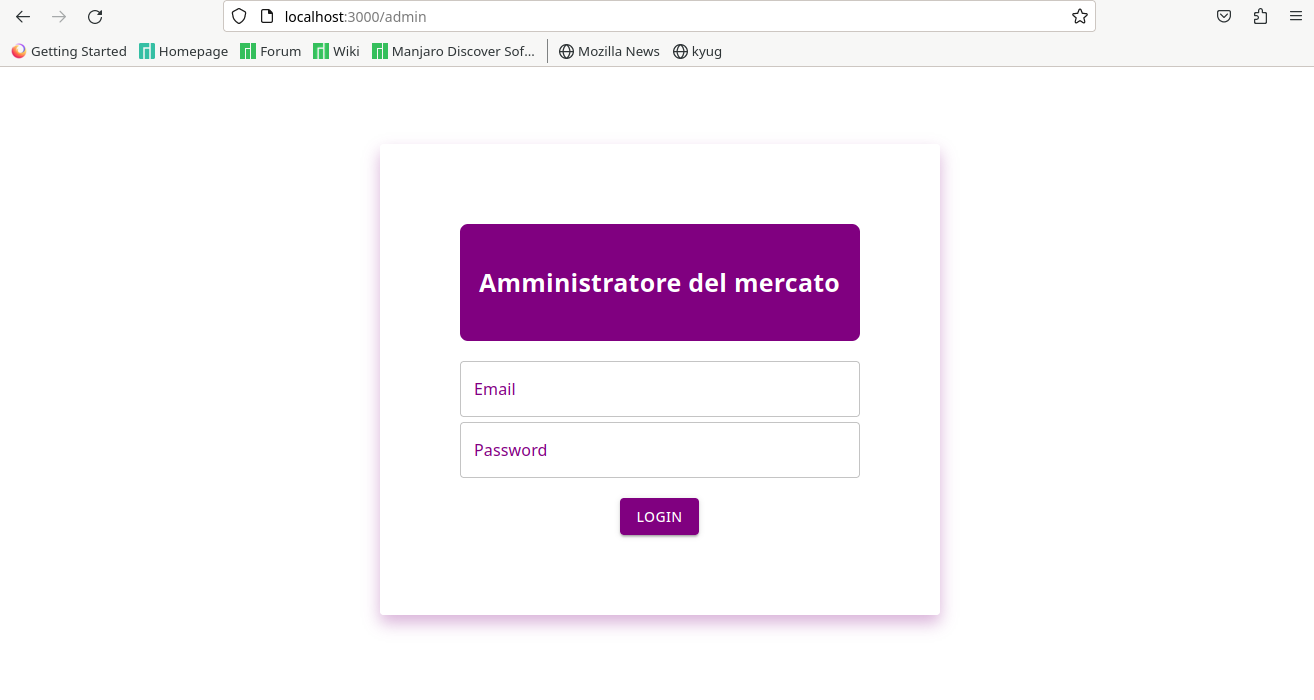 localhost:3000/admin
Getting Started Homepage Forum Wiki Manjaro Discover Sof... Mozilla News kyug
Amministratore del mercato
Email
Password
LOGIN